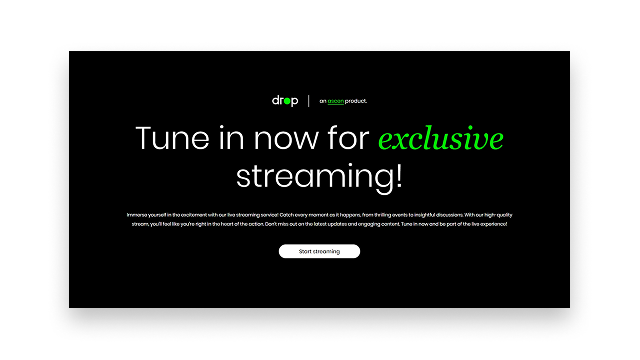 drop | an ascon product.
Tune in now for exclusive
streaming!
Immerse yourself in the excitement with our live streaming service! Catch every moment as it happens, from thrilling events to insightful discussions. With our high-quality
stream, you'll feel like you're right in the heart of the action. Don't miss out on the latest updates and engaging content. Tune in now and be part of the live experience!
Start streaming